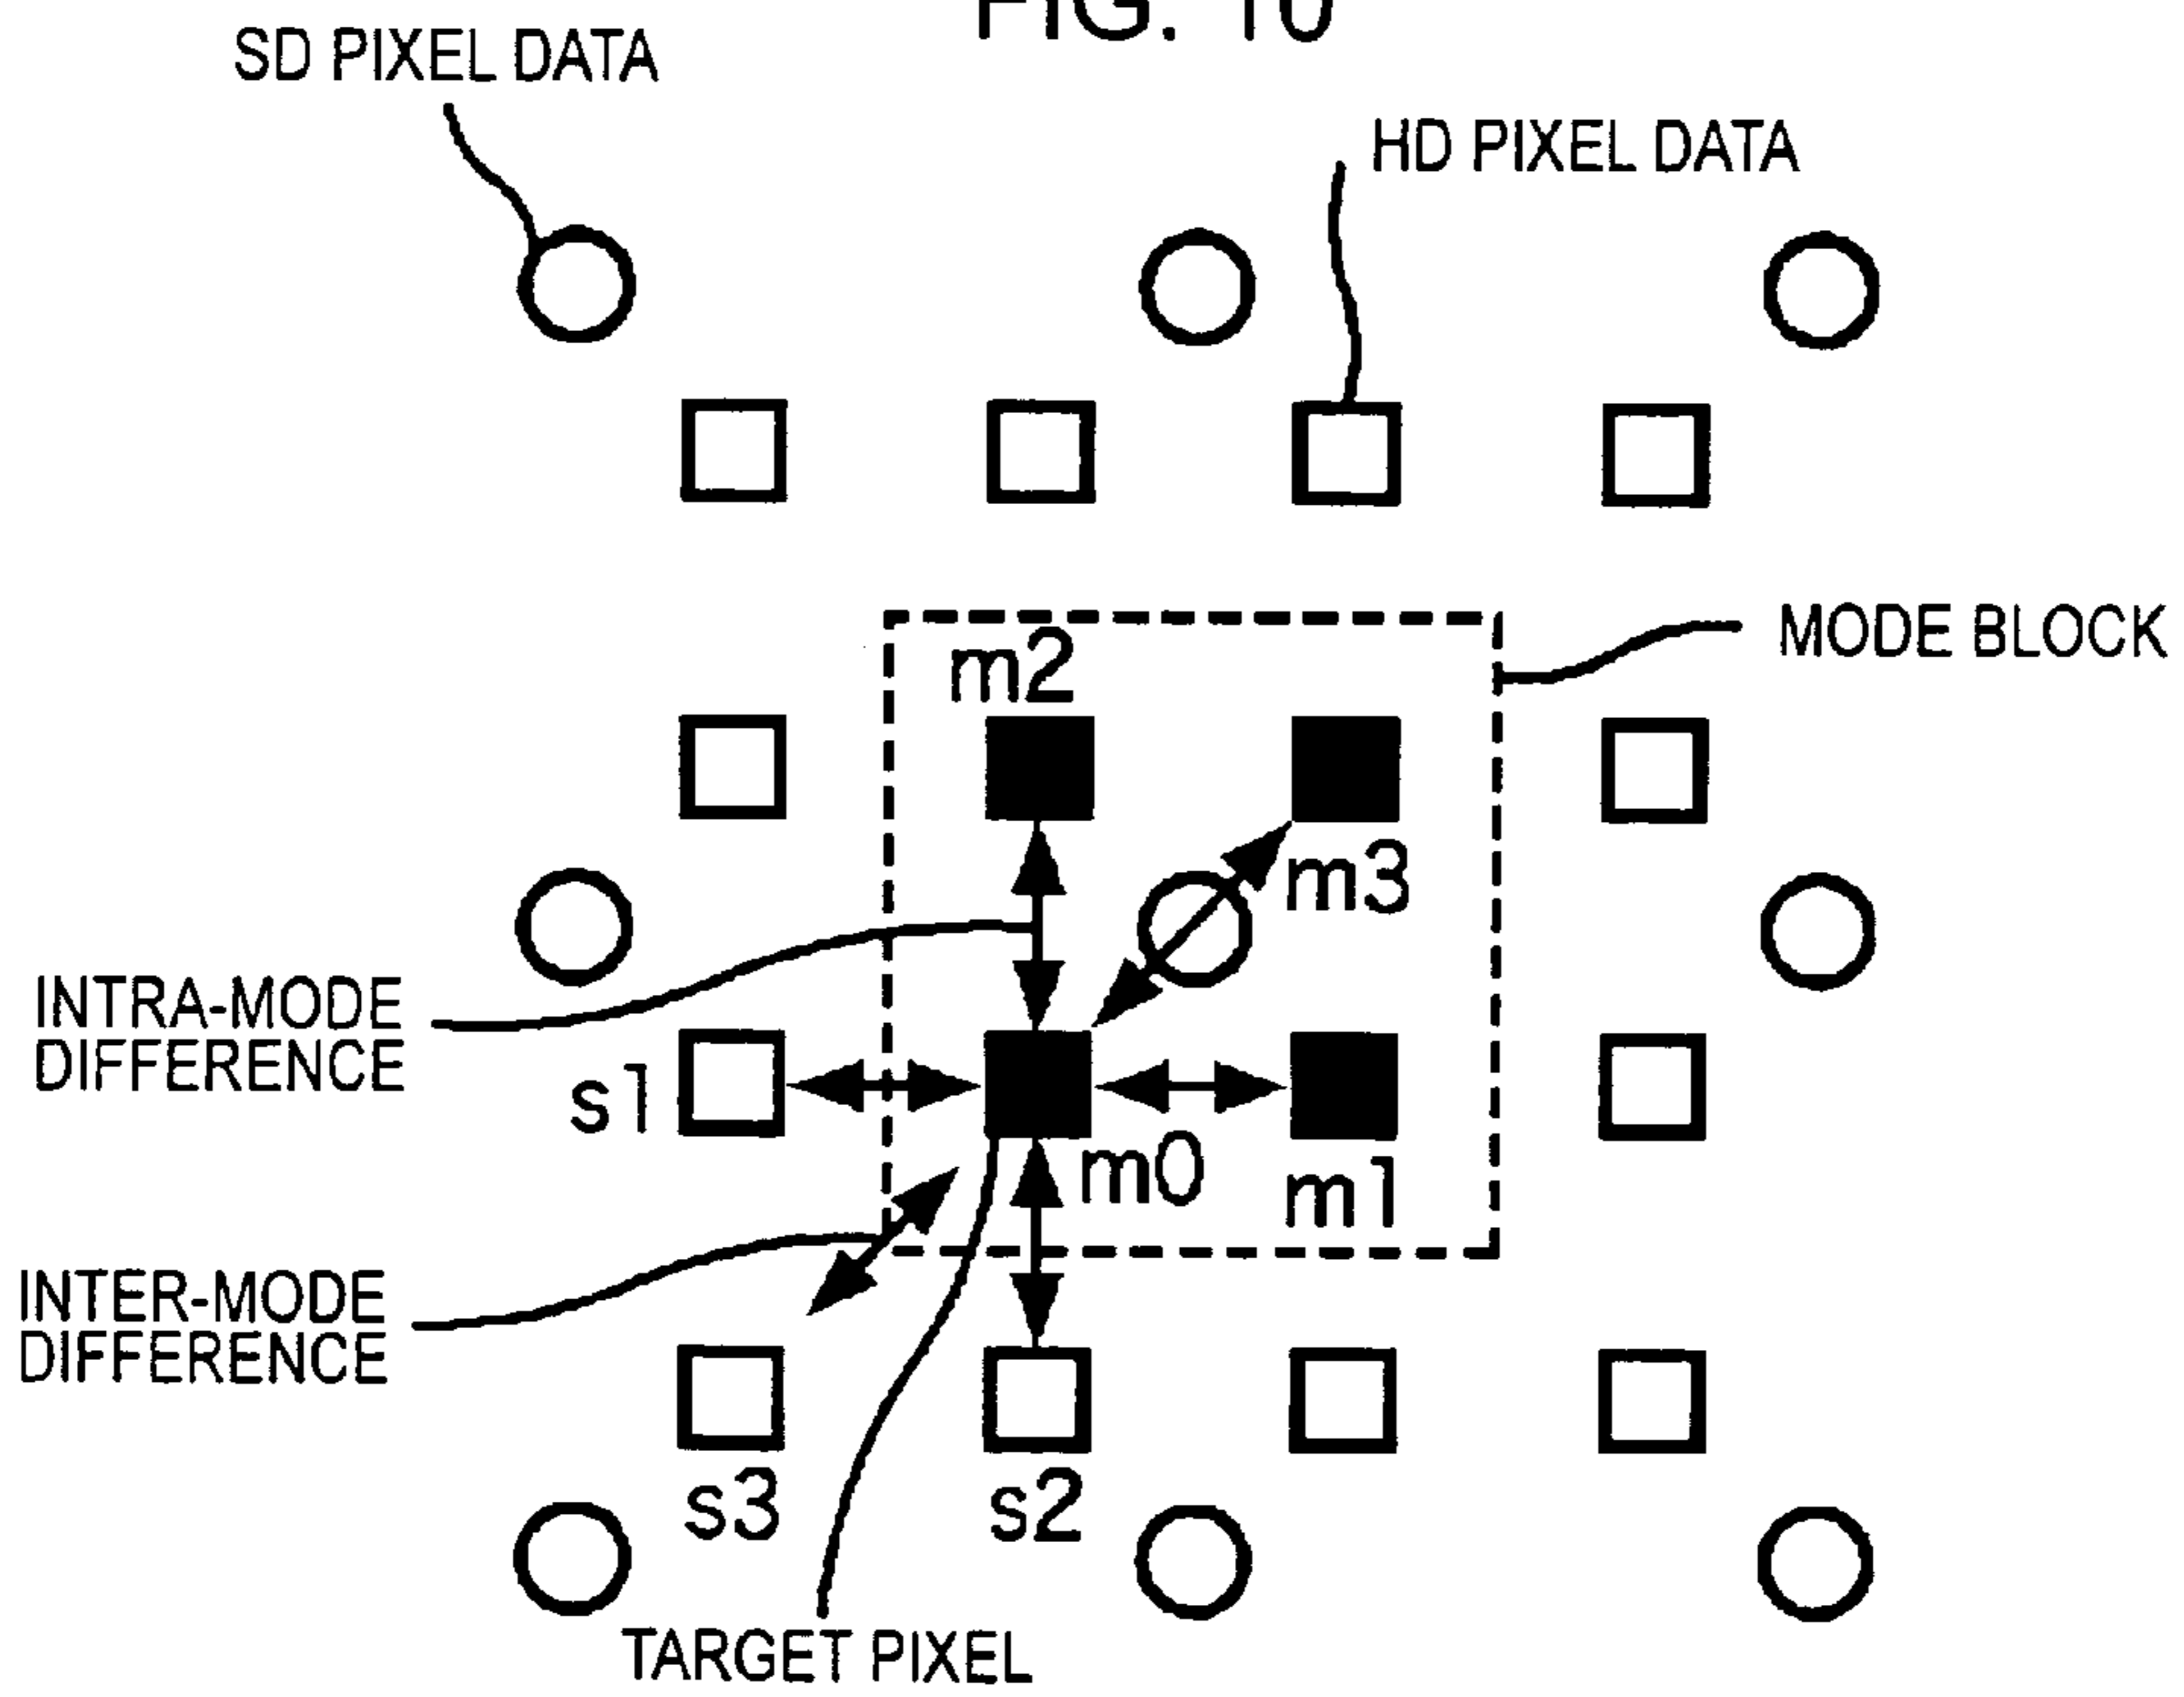 FIG. 10
SD PIXEL DATA
HD PIXEL DATA
MODE BLOCK
m2
m3
INTRA-MODE
DIFFERENCE
s1
m0
m1
INTER-MODE
DIFFERENCE
s3
s2
TARGET PIXEL